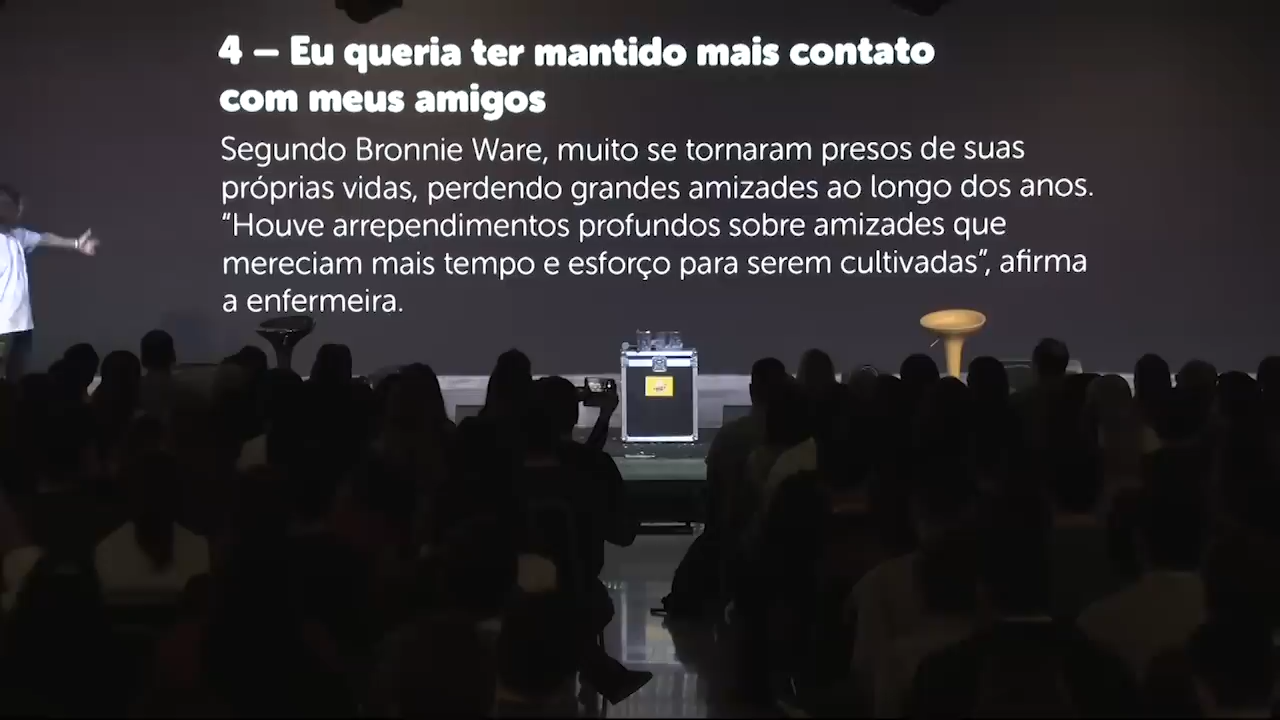 4 – Eu queria ter mantido mais contato
com meus amigos
Segundo Bronnie Ware, muito se tornaram presos de suas
próprias vidas, perdendo grandes amizades ao longo dos anos.
“Houve arrependimentos profundos sobre amizades que
mereciam mais tempo e esforço para serem cultivadas”, afirma
a enfermeira.